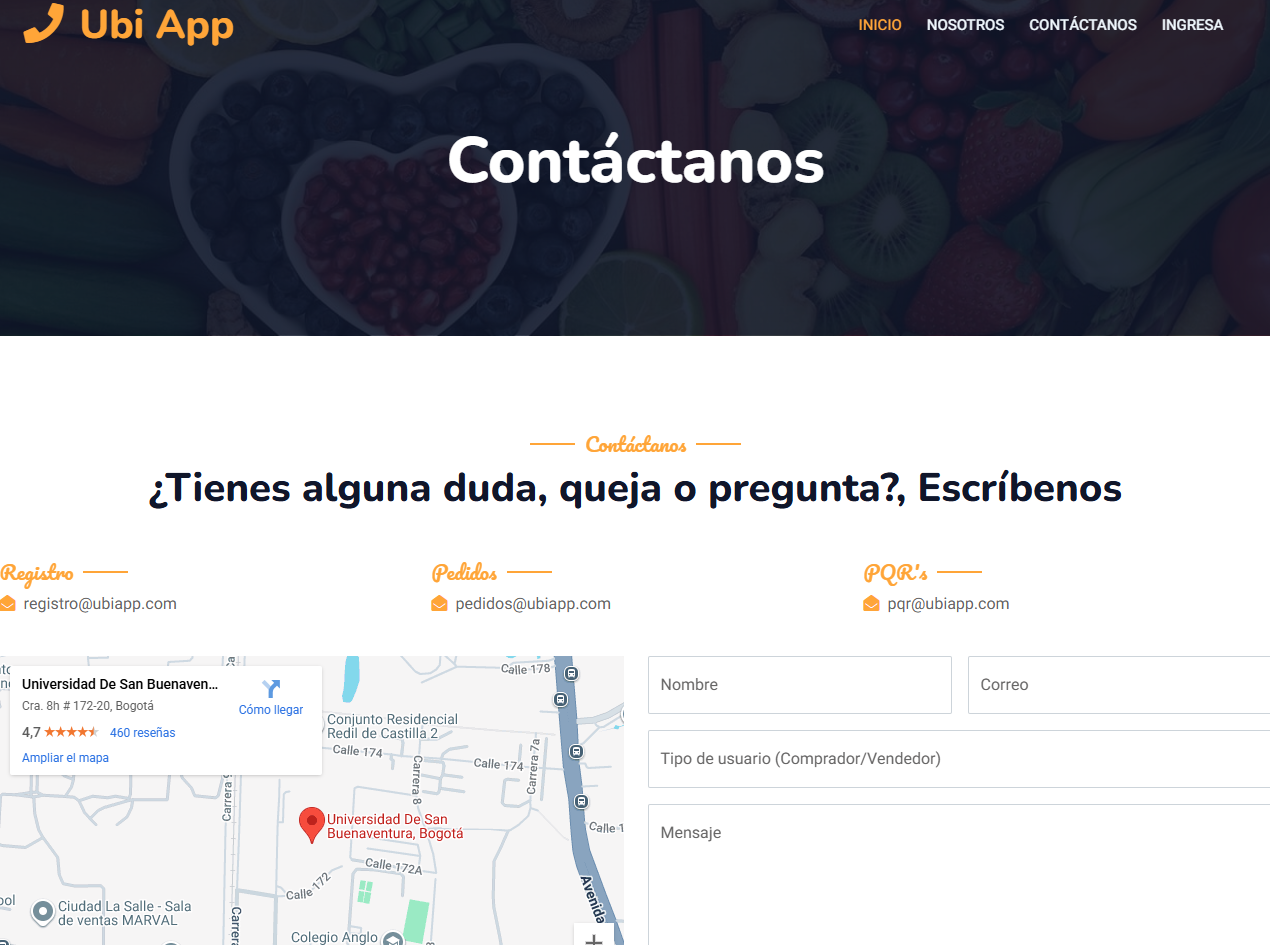 Ubi App
INICIO NOSOTROS CONTÁCTANOS INGRESA
Contáctanos
Contáctanos
¿Tienes alguna duda, queja o pregunta?, Escríbenos
Registro
registro@ubiapp.com
Pedidos
pedidos@ubiapp.com
PQR's
pqr@ubiapp.com
Universidad De San Buenaven...
Cra. 8h # 172-20, Bogotá
4,7 460 reseñas
Ampliar el mapa
Cómo llegar
Calle 178
Conjunto Residencial
Redil de Castilla 2
Calle 174
Calle 174
Carrera 7a
Carrera 8
Carrera
Universidad De San
Buenaventura, Bogotá
Calle 1
Calle 172A
Calle 172
Avenida
Ciudad La Salle - Sala
de ventas MARVAL
Carrera
Colegio Anglo
Nombre
Correo
Tipo de usuario (Comprador/Vendedor)
Mensaje